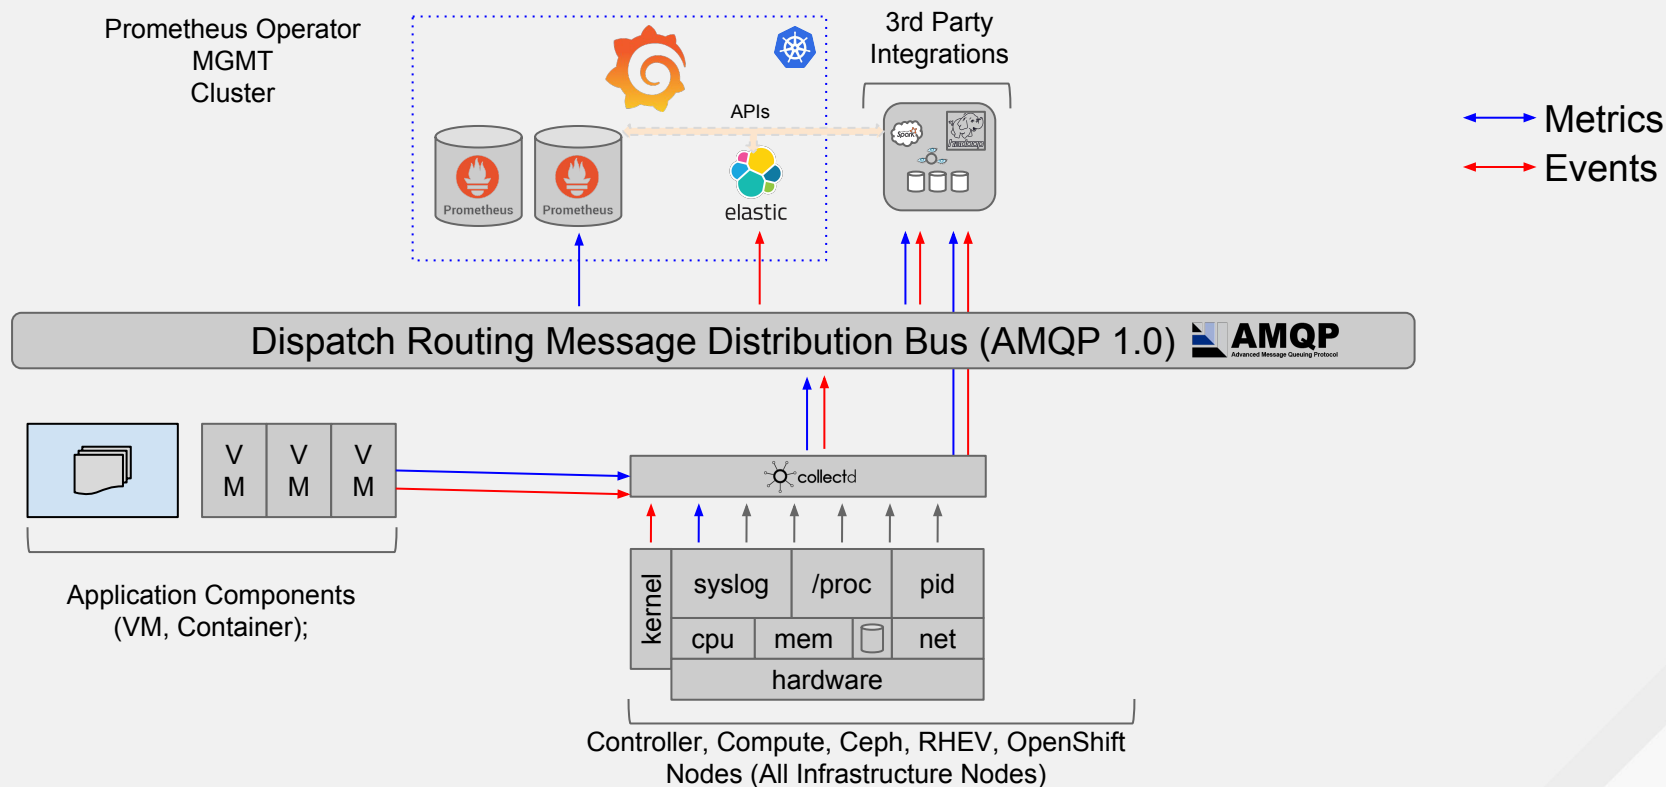 Prometheus Operator
MGMT
Cluster
3rd Party
Integrations
APIs
Spark
Metrics
Events
Prometheus
Prometheus
elastic
Dispatch Routing Message Distribution Bus (AMQP 1.0)
AMQP
Advanced Message Queuing Protocol
V
M
V
M
V
M
collectd
kernel
syslog
/proc
pid
cpu
mem
net
hardware
Application Components
(VM, Container);
Controller, Compute, Ceph, RHEV, OpenShift
Nodes (All Infrastructure Nodes)